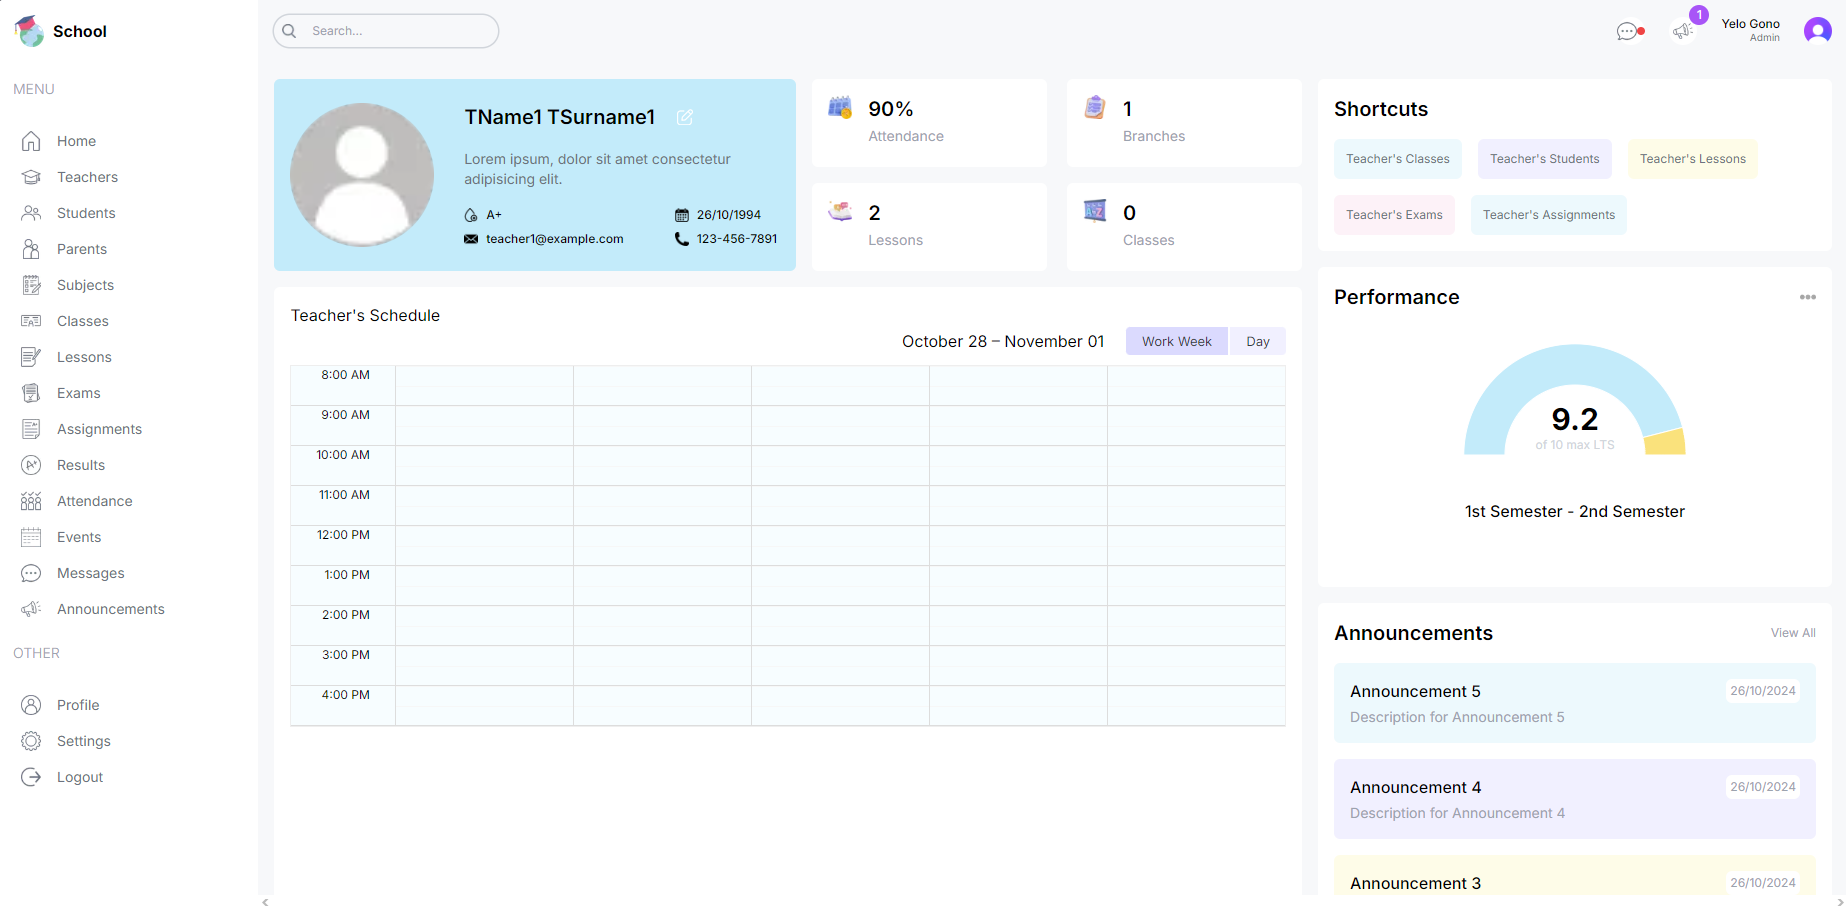 School
Search...
1
Yelo Gono
Admin
MENU
Home
Teachers
Students
Parents
Subjects
Classes
Lessons
Exams
Assignments
Results
Attendance
Events
Messages
Announcements
OTHER
Profile
Settings
Logout
TName1 TSurname1
Lorem ipsum, dolor sit amet consectetur
adipisicing elit.
A+
26/10/1994
teacher1@example.com
123-456-7891
90%
Attendance
1
Branches
2
Lessons
0
Classes
Teacher's Schedule
October 28 – November 01
Work Week
Day
8:00 AM
9:00 AM
10:00 AM
11:00 AM
12:00 PM
1:00 PM
2:00 PM
3:00 PM
4:00 PM
Shortcuts
Teacher's Classes
Teacher's Students
Teacher's Lessons
Teacher's Exams
Teacher's Assignments
Performance
9.2
of 10 max LTS
1st Semester - 2nd Semester
Announcements
View All
Announcement 5
26/10/2024
Description for Announcement 5
Announcement 4
26/10/2024
Description for Announcement 4
Announcement 3
26/10/2024